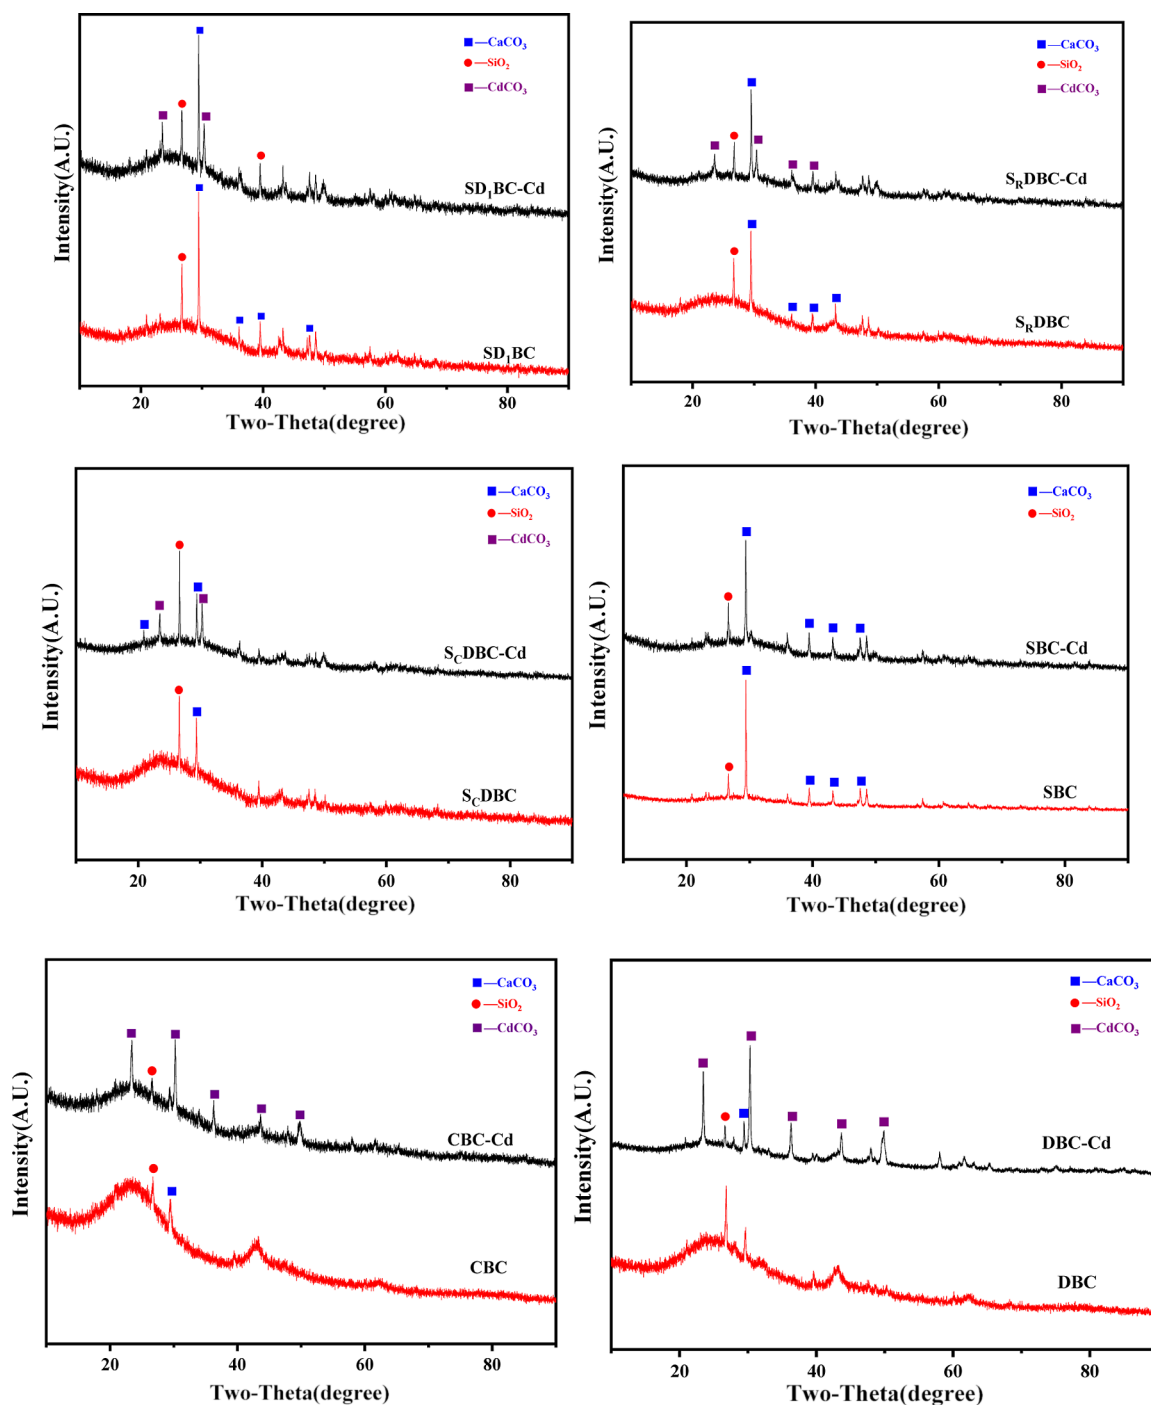 —CaCO₃
—SiO₂
—CdCO₃
SD₁BC-Cd
SD₁BC
Intensity(A.U.)
20 40 60 80
Two-Theta(degree)
—CaCO₃
—SiO₂
—CdCO₃
S_RDBC-Cd
S_RDBC
Intensity(A.U.)
20 40 60 80
Two-Theta(degree)
—CaCO₃
—SiO₂
—CdCO₃
S_CDBC-Cd
S_CDBC
Intensity(A.U.)
20 40 60 80
Two-Theta(degree)
—CaCO₃
—SiO₂
SBC-Cd
SBC
Intensity(A.U.)
20 40 60 80
Two-Theta(degree)
—CaCO₃
—SiO₂
—CdCO₃
CBC-Cd
CBC
Intensity(A.U.)
20 40 60 80
Two-Theta(degree)
—CaCO₃
—SiO₂
—CdCO₃
DBC-Cd
DBC
Intensity(A.U.)
20 40 60 80
Two-Theta(degree)